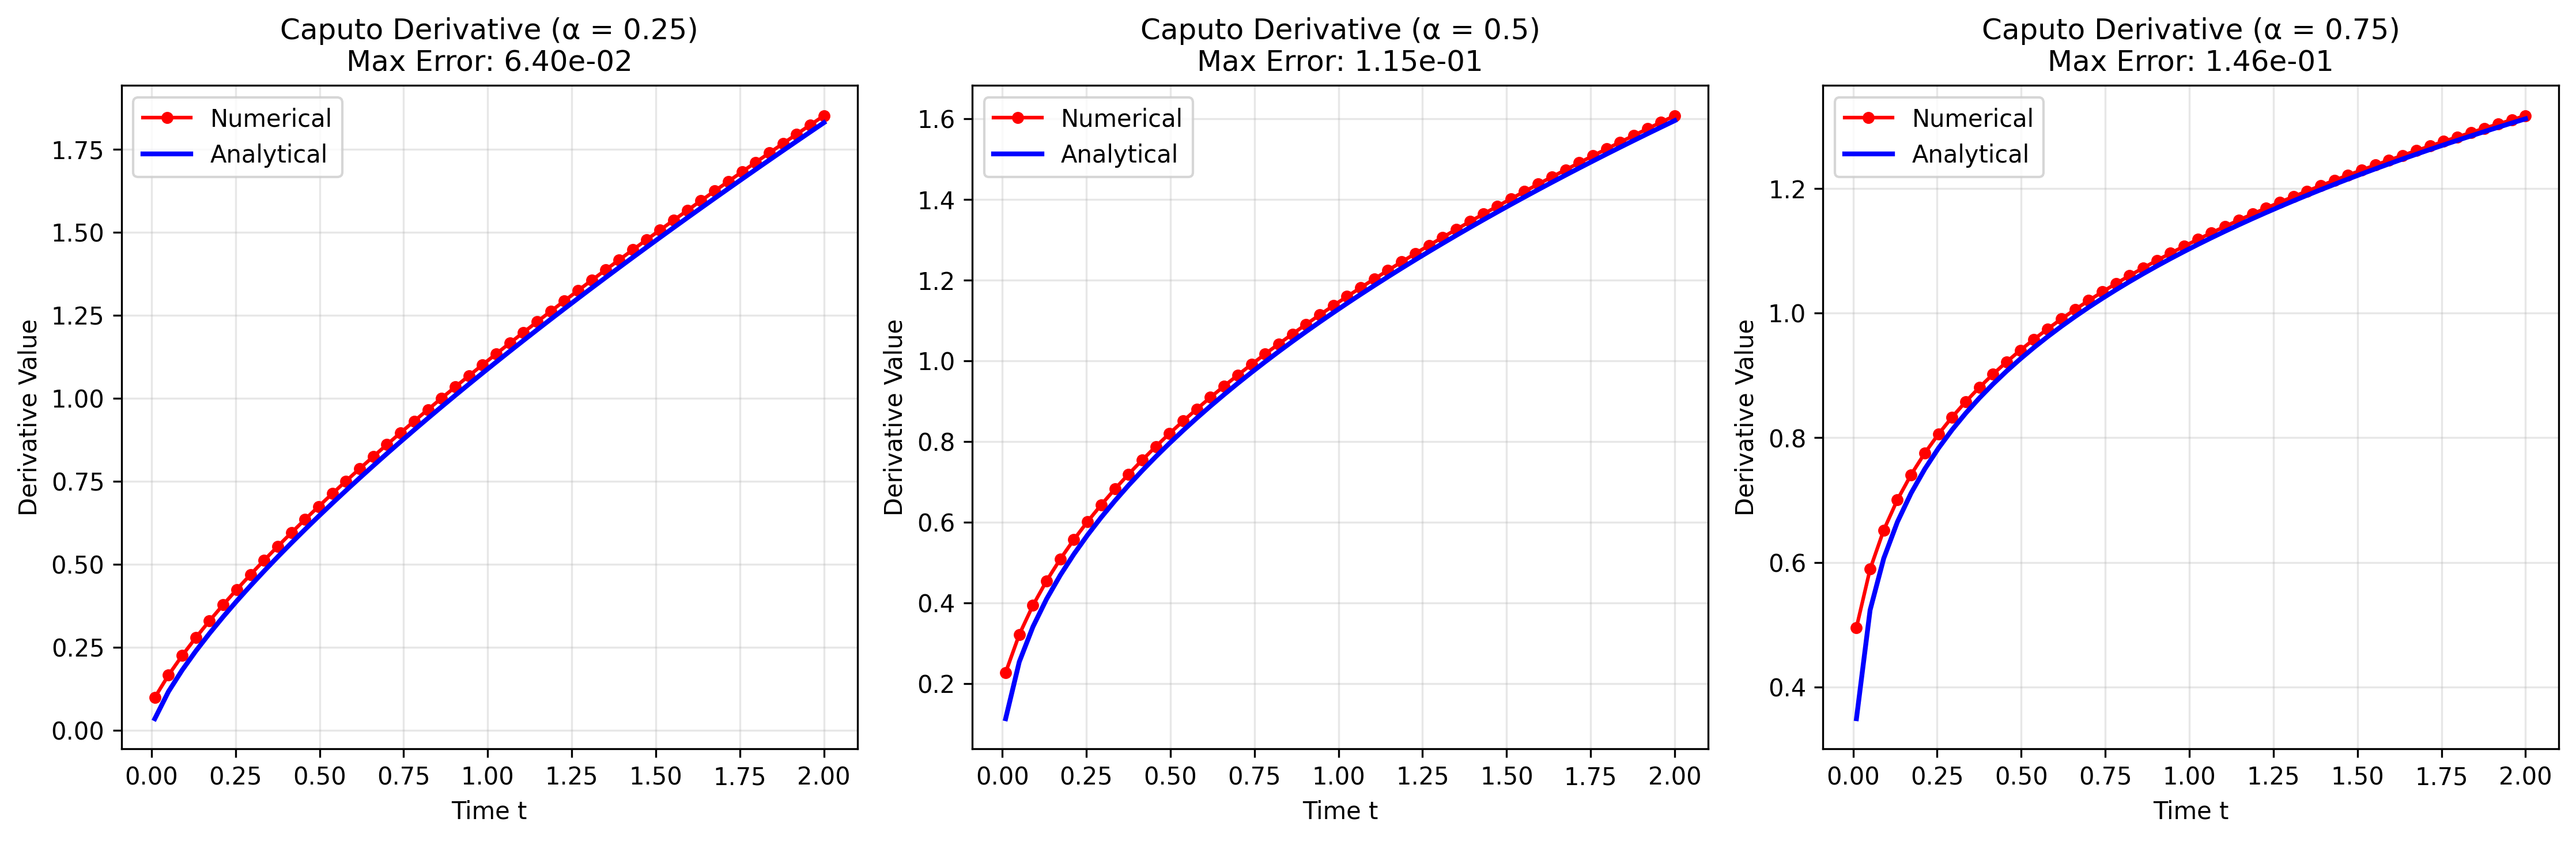 Caputo Derivative (α = 0.25)
Max Error: 6.40e-02
Numerical
Analytical
Derivative Value
1.75
1.50
1.25
1.00
0.75
0.50
0.25
0.00
0.00 0.25 0.50 0.75 1.00 1.25 1.50 1.75 2.00
Time t
Caputo Derivative (α = 0.5)
Max Error: 1.15e-01
Numerical
Analytical
Derivative Value
1.6
1.4
1.2
1.0
0.8
0.6
0.4
0.2
0.00 0.25 0.50 0.75 1.00 1.25 1.50 1.75 2.00
Time t
Caputo Derivative (α = 0.75)
Max Error: 1.46e-01
Numerical
Analytical
Derivative Value
1.2
1.0
0.8
0.6
0.4
0.00 0.25 0.50 0.75 1.00 1.25 1.50 1.75 2.00
Time t